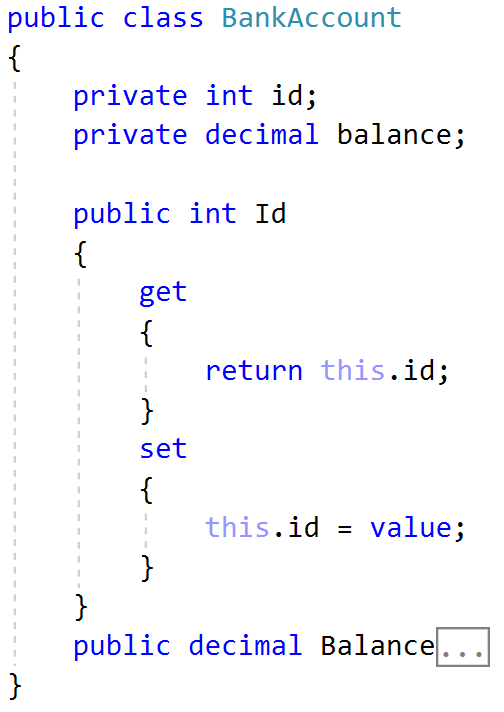 public class BankAccount
{
    private int id;
    private decimal balance;

    public int Id
    {
        get
        {
            return this.id;
        }
        set
        {
            this.id = value;
        }
    }
    public decimal Balance...
}